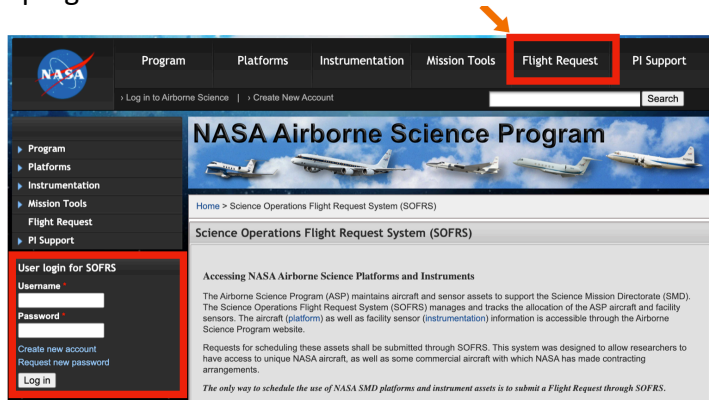 NASA
Program
Platforms
Instrumentation
Mission Tools
Flight Request
PI Support
› Log in to Airborne Science | › Create New Account
Search
Program
Platforms
Instrumentation
Mission Tools
Flight Request
PI Support
NASA Airborne Science Program
Home > Science Operations Flight Request System (SOFRS)
Science Operations Flight Request System (SOFRS)
User login for SOFRS
Username *
Password *
Create new account
Request new password
Log in
Accessing NASA Airborne Science Platforms and Instruments
The Airborne Science Program (ASP) maintains aircraft and sensor assets to support the Science Mission Directorate (SMD).
The Science Operations Flight Request System (SOFRS) manages and tracks the allocation of the ASP aircraft and facility
sensors. The aircraft (platform) as well as facility sensor (instrumentation) information is accessible through the Airborne
Science Program website.
Requests for scheduling these assets shall be submitted through SOFRS. This system was designed to allow researchers to
have access to unique NASA aircraft, as well as some commercial aircraft with which NASA has made contracting
arrangements.
The only way to schedule the use of NASA SMD platforms and instrument assets is to submit a Flight Request through SOFRS.